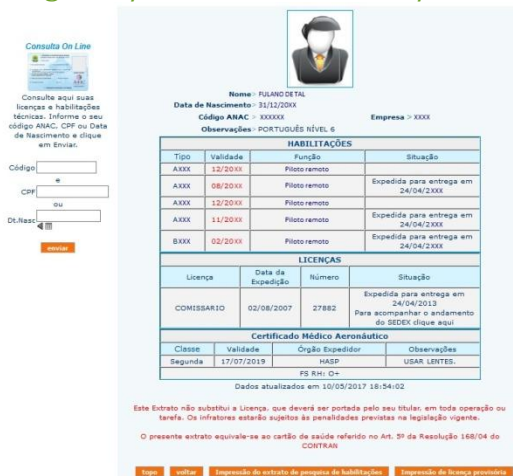 Consulta On Line
Consulte aqui suas
licenças e habilitações
técnicas. Informe o seu
código ANAC, CPF ou Data
de Nascimento e clique
em Enviar.
Código
e
CPF
ou
Dt.Nasc
enviar
Nome> FULANO DE TAL
Data de Nascimento> 31/12/20XX
Código ANAC > XXXXXX Empresa > XXXX
Observações> PORTUGUÊS NÍVEL 6
HABILITAÇÕES
Tipo Validade Função Situação
AXXX 12/20XX Piloto remoto
AXXX 08/20XX Piloto remoto Expedida para entrega em
24/04/2XXX
AXXX 12/20XX Piloto remoto
AXXX 11/20XX Piloto remoto Expedida para entrega em
24/04/2XXX
BXXX 02/20XX Piloto remoto Expedida para entrega em
24/04/2XXX
LICENÇAS
Licença Data da
Expedição Número Situação
COMISSARIO 02/08/2007 27882 Expedida para entrega em
24/04/2013
Para acompanhar o andamento
do SEDEX clique aqui
Certificado Médico Aeronáutico
Classe Validade Órgão Expedidor Observações
Segunda 17/07/2019 HASP USAR LENTES.
FS RH: O+
Dados atualizados em 10/05/2017 18:54:02
Este Extrato não substitui a Licença, que deverá ser portada pelo seu titular, em toda operação ou
tarefa. Os infratores estarão sujeitos às penalidades previstas na legislação vigente.
O presente extrato equivale-se ao cartão de saúde referido no Art. 5º da Resolução 168/04 do
CONTRAN
topo voltar Impressão do extrato de pesquisa de habilitações Impressão de licença provisória